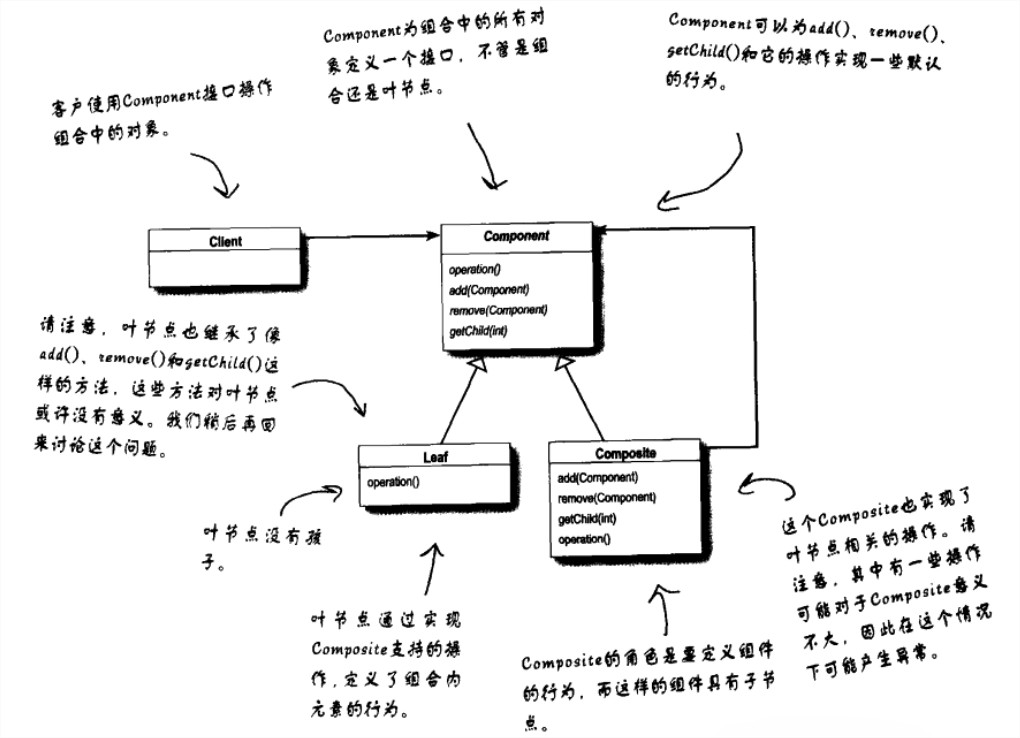 Component为组合中的所有对
象定义一个接口，不管是组
合还是叶节点。
Component可以为add()、remove()、
getChild()和它的操作实现一些默认
的行为。
客户使用Component接口操作
组合中的对象。
Client
Component
operation()
add(Component)
remove(Component)
getChild(int)
请注意，叶节点也继承了像
add()、remove()和getChild()这
样的方法，这些方法对叶节点
或许没有意义。我们稍后再回
来讨论这个问题。
Leaf
operation()
Composite
add(Component)
remove(Component)
getChild(int)
operation()
叶节点没有孩
子。
这个Composite也实现了
叶节点相关的操作。请
注意，其中有一些操作
可能对于Composite意义
不大，因此在这个情况
下可能产生异常。
叶节点通过实现
Composite支持的操
作，定义了组合内
元素的行为。
Composite的角色是要定义组件
的行为，而这样的组件具有子节
点。